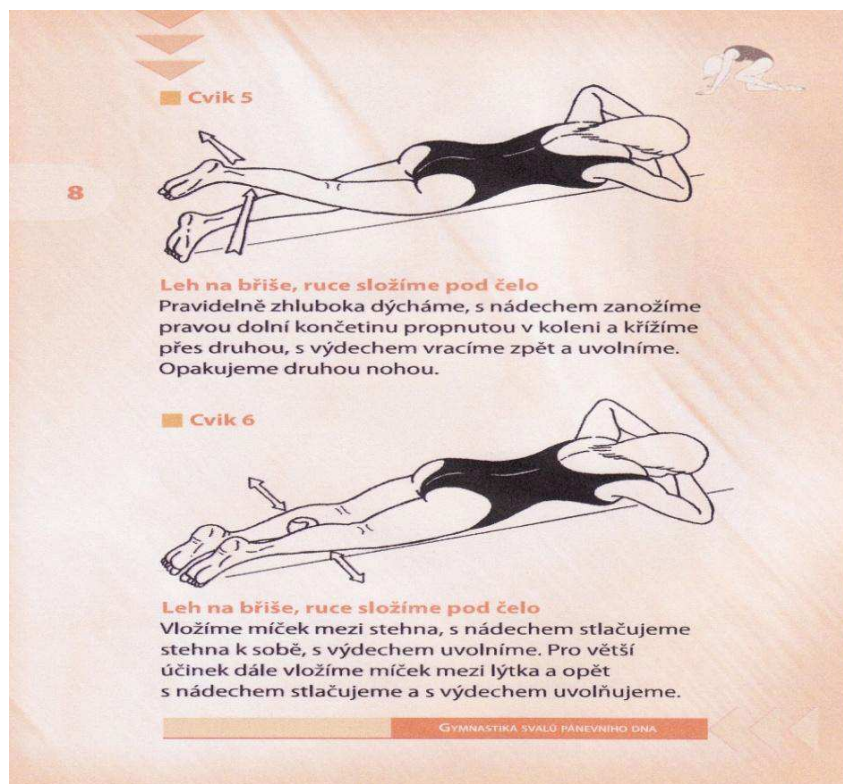 Cvik 5
8
Leh na břiše, ruce složíme pod čelo
Pravidelně zhluboka dýcháme, s nádechem zanožíme
pravou dolní končetinu propnutou v koleni a křížíme
přes druhou, s výdechem vracíme zpět a uvolníme.
Opakujeme druhou nohou.
Cvik 6
Leh na břiše, ruce složíme pod čelo
Vložíme míček mezi stehna, s nádechem stlačujeme
stehna k sobě, s výdechem uvolníme. Pro větší
účinek dále vložíme míček mezi lýtka a opět
s nádechem stlačujeme a s výdechem uvolňujeme.
GYMNASTIKA SVALŮ PÁNEVNÍHO DNA